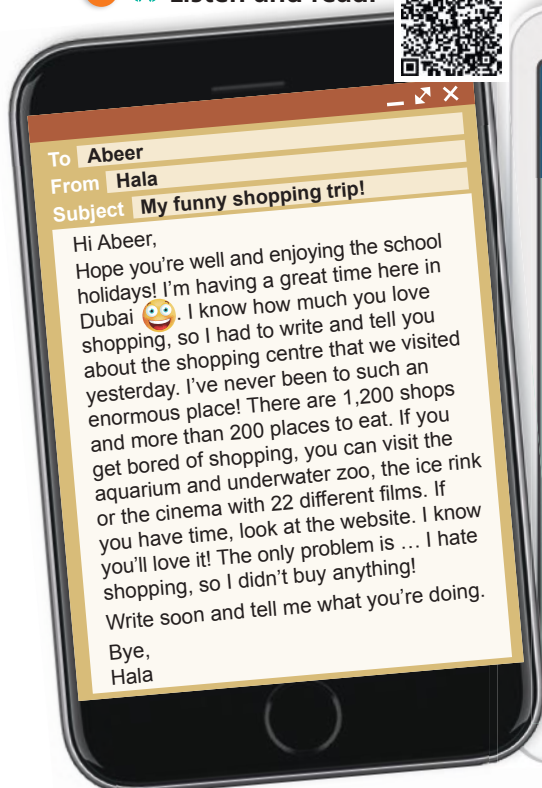 Listen and read.
To Abeer
From Hala
Subject My funny shopping trip!
Hi Abeer,
Hope you're well and enjoying the school
holidays! I'm having a great time here in
Dubai 🤪. I know how much you love
shopping, so I had to write and tell you
about the shopping centre that we visited
yesterday. I've never been to such an
enormous place! There are 1,200 shops
and more than 200 places to eat. If you
get bored of shopping, you can visit the
aquarium and underwater zoo, the ice rink
or the cinema with 22 different films. If
you have time, look at the website. I know
you'll love it! The only problem is … I hate
shopping, so I didn't buy anything!
Write soon and tell me what you're doing.
Bye,
Hala